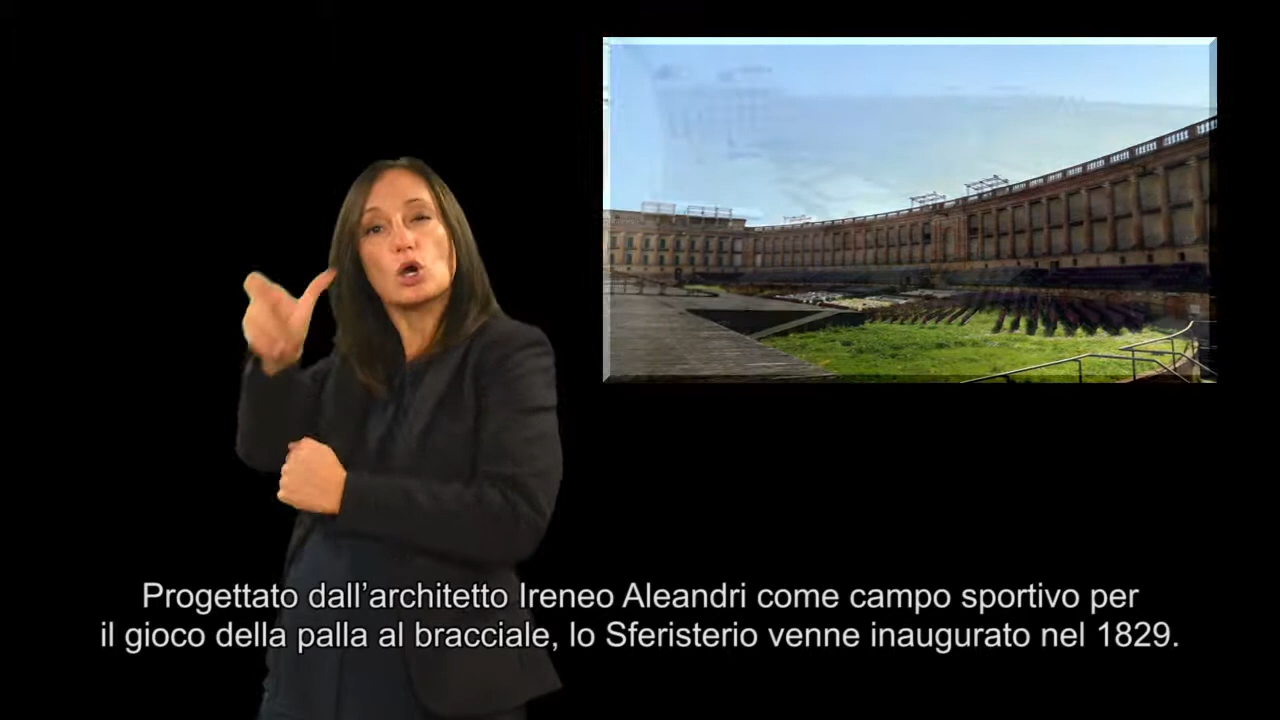 Progettato dall’architetto Ireneo Aleandri come campo sportivo per
il gioco della palla al bracciale, lo Sferisterio venne inaugurato nel 1829.